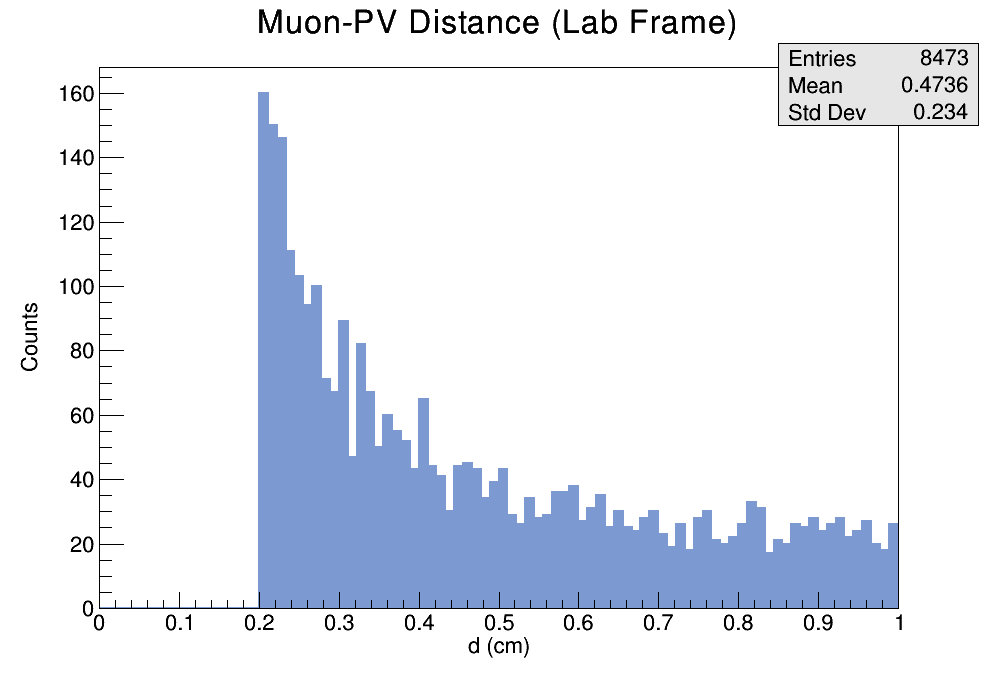 Muon-PV Distance (Lab Frame)
Entries 8473
Mean 0.4736
Std Dev 0.234
160
140
120
100
80
60
40
20
0
Counts
0 0.1 0.2 0.3 0.4 0.5 0.6 0.7 0.8 0.9 1
d (cm)